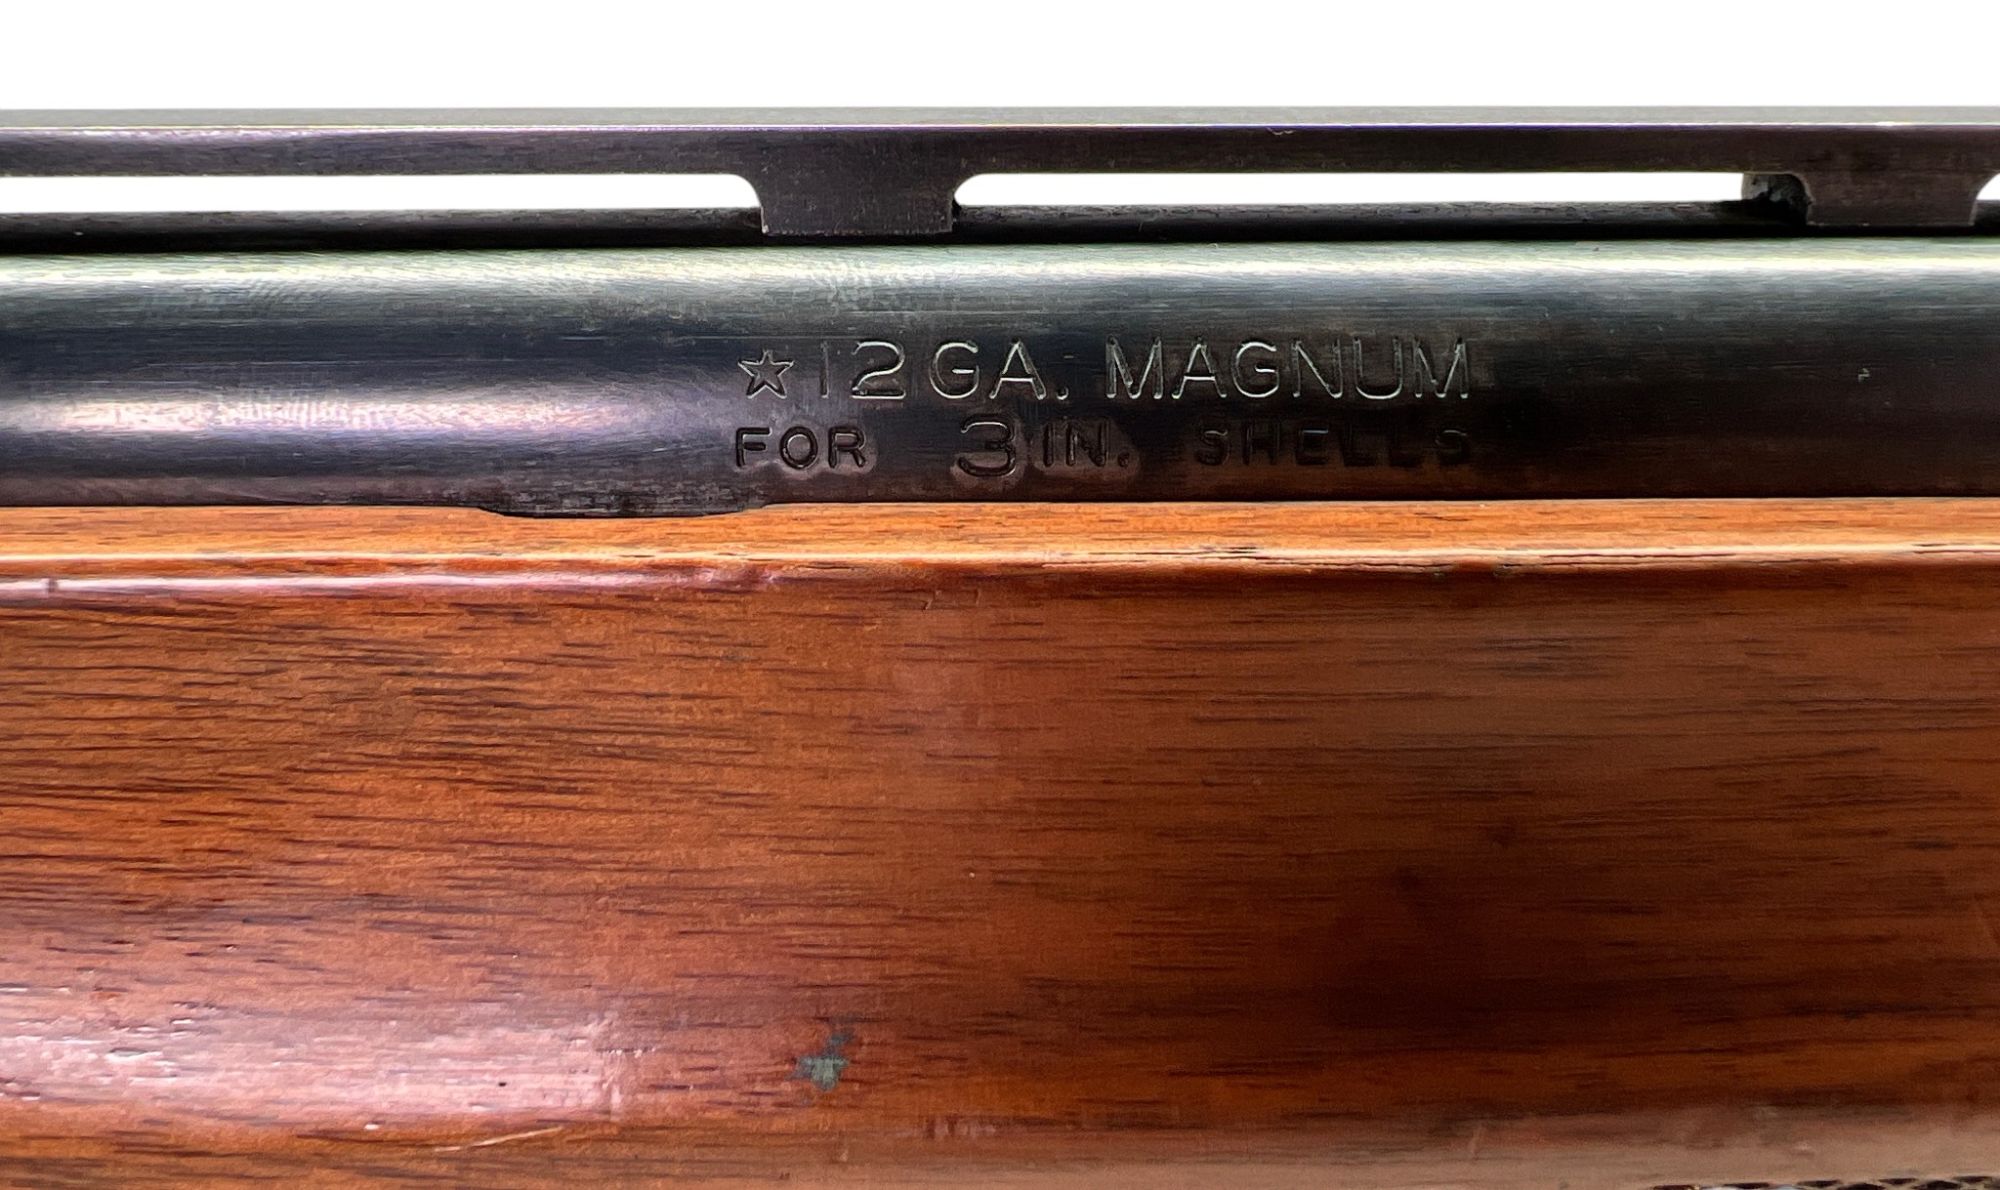 ☆12 GA. MAGNUM
FOR 3 IN. SHELLS